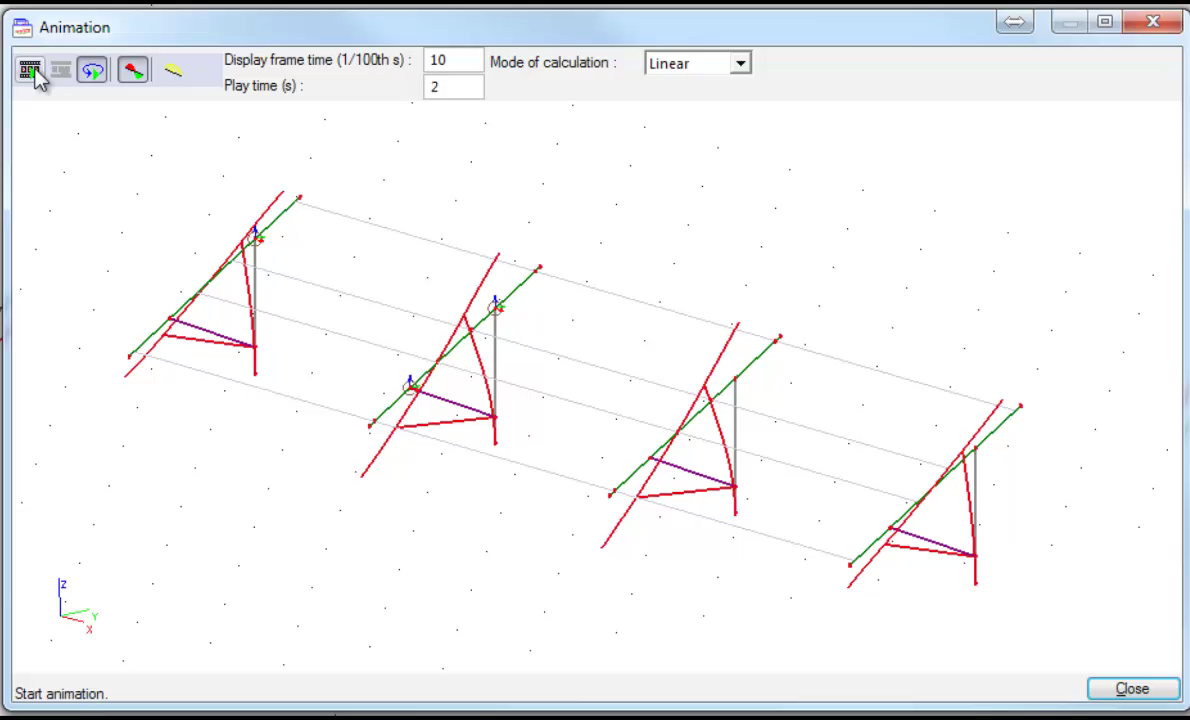 Animation
Display frame time (1/100th s) : 10 Mode of calculation : Linear
Play time (s) : 2
Z
Y
X
Start animation.
Close